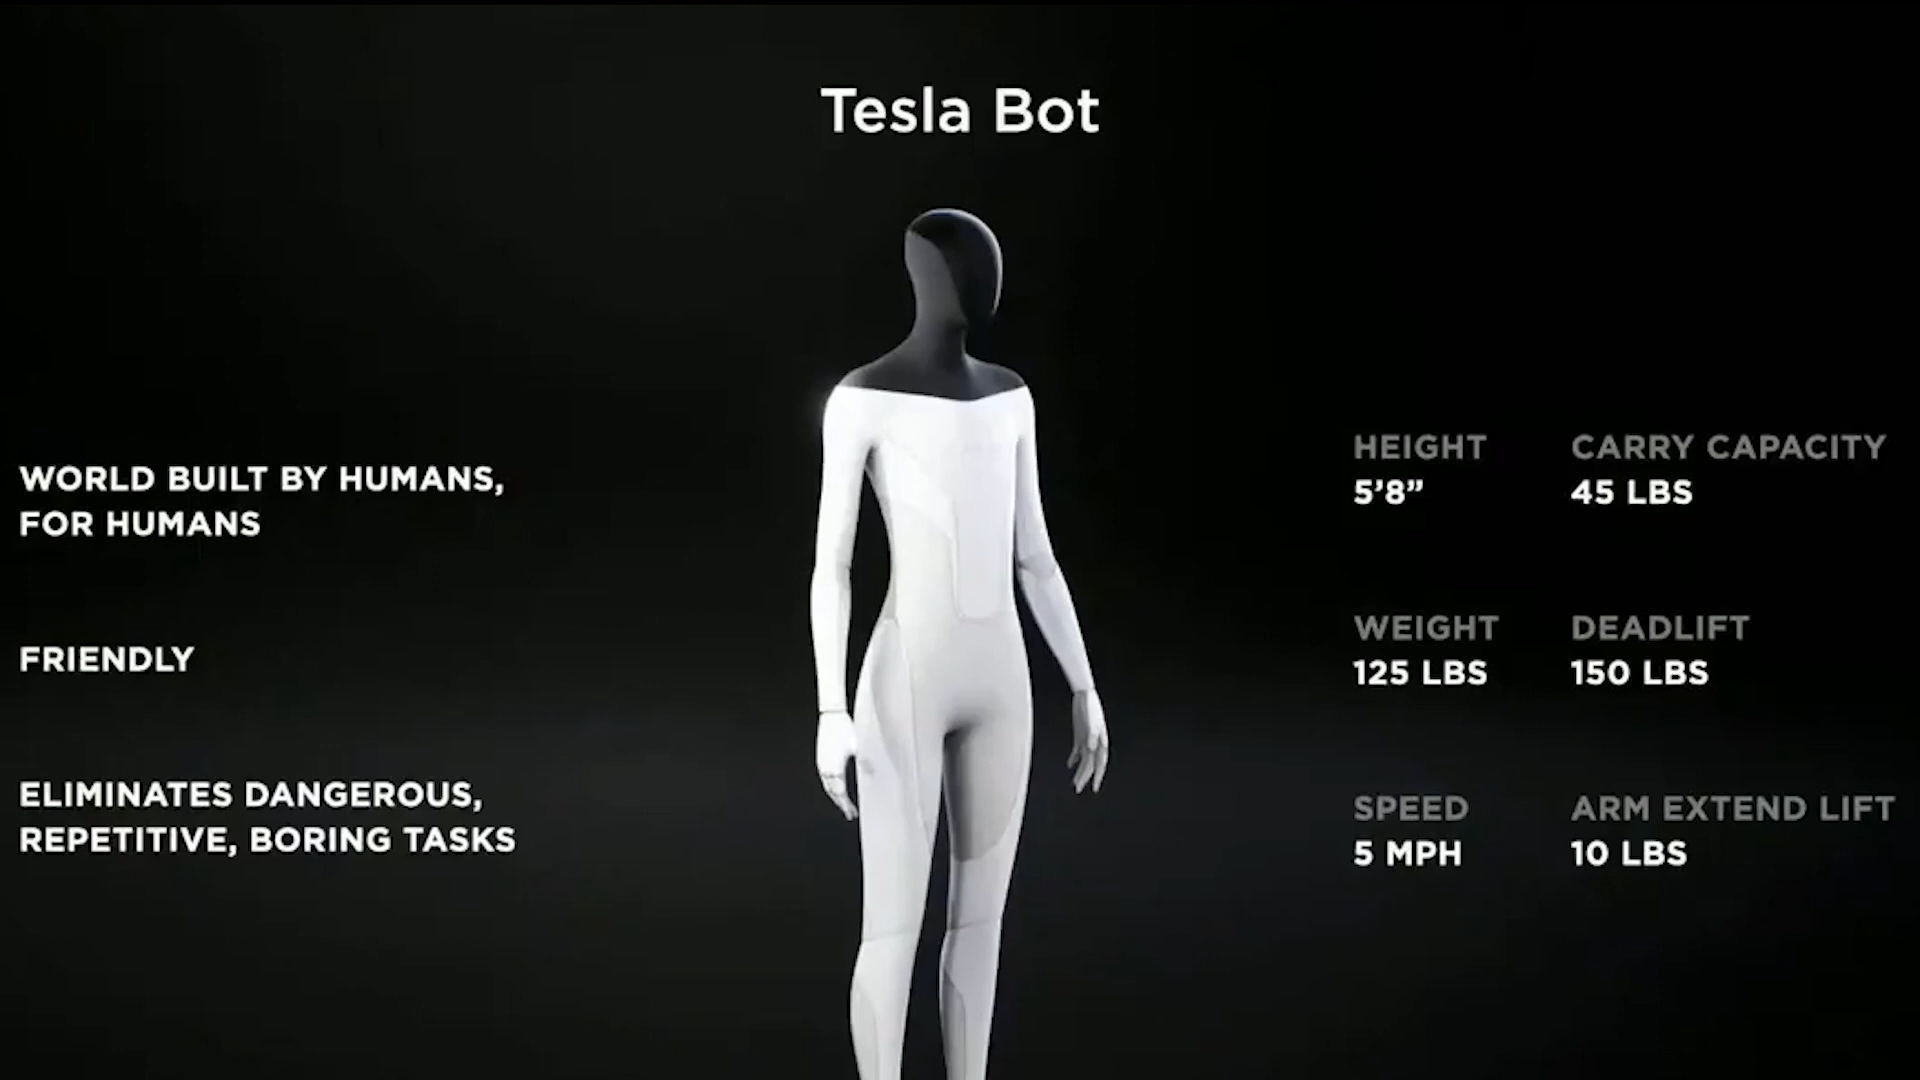 Tesla Bot
WORLD BUILT BY HUMANS,
FOR HUMANS
FRIENDLY
ELIMINATES DANGEROUS,
REPETITIVE, BORING TASKS
HEIGHT
5’8”
CARRY CAPACITY
45 LBS
WEIGHT
125 LBS
DEADLIFT
150 LBS
SPEED
5 MPH
ARM EXTEND LIFT
10 LBS